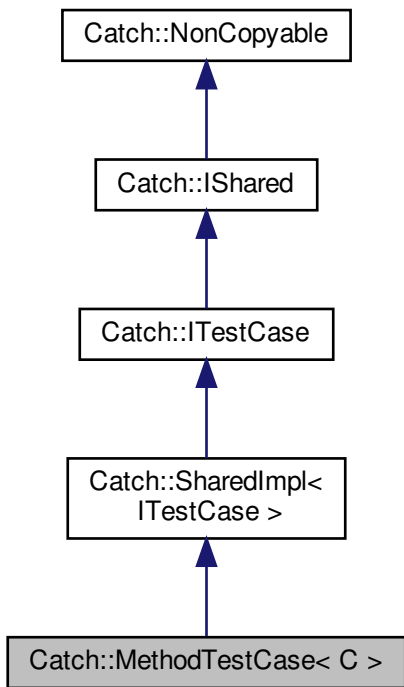 Catch::NonCopyable
Catch::IShared
Catch::ITestCase
Catch::SharedImpl<
ITestCase >
Catch::MethodTestCase< C >